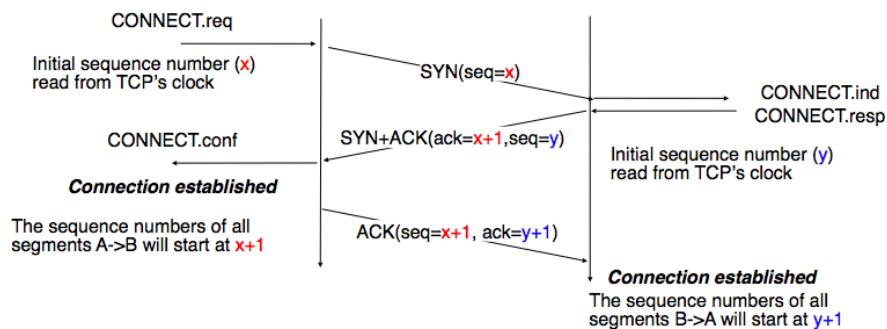 CONNECT.req
Initial sequence number (x)
read from TCP's clock
SYN(seq=x)
CONNECT.ind
CONNECT.resp
CONNECT.conf
SYN+ACK(ack=x+1,seq=y)
Initial sequence number (y)
read from TCP's clock
Connection established
The sequence numbers of all
segments A->B will start at x+1
ACK(seq=x+1, ack=y+1)
Connection established
The sequence numbers of all
segments B->A will start at y+1